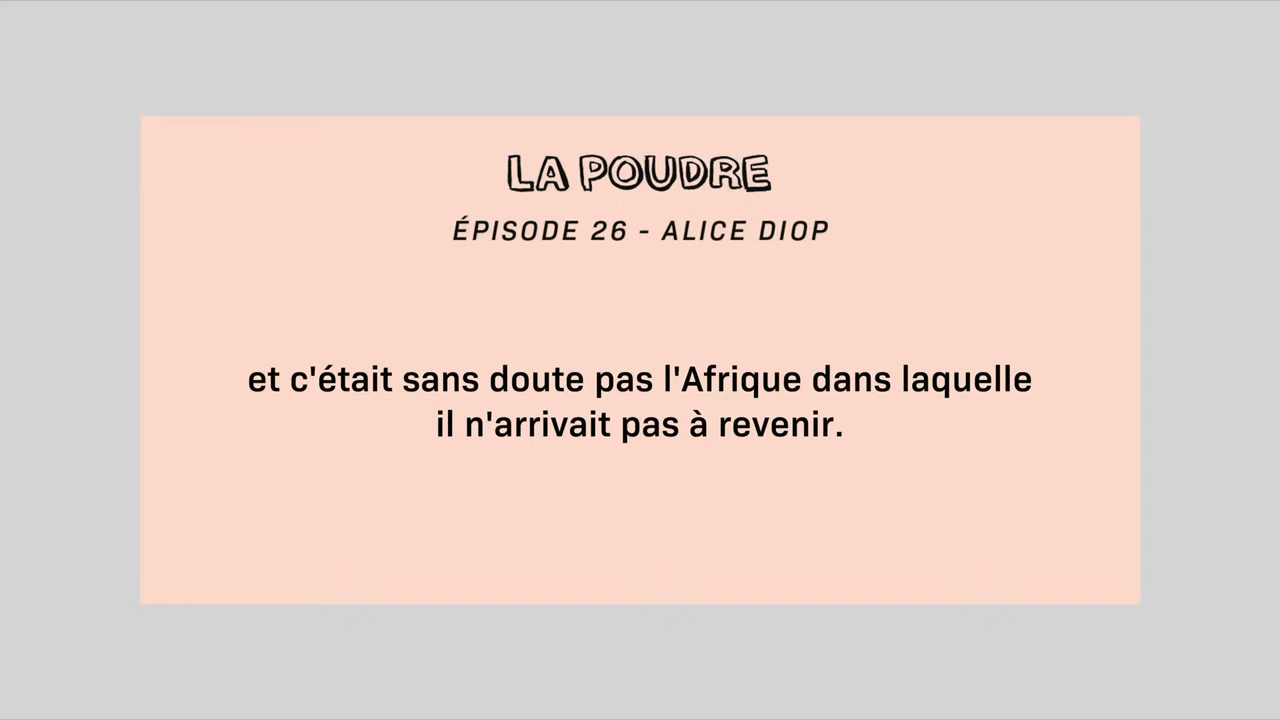 LA POUDRE
ÉPISODE 26 - ALICE DIOP
et c'était sans doute pas l'Afrique dans laquelle
il n'arrivait pas à revenir.